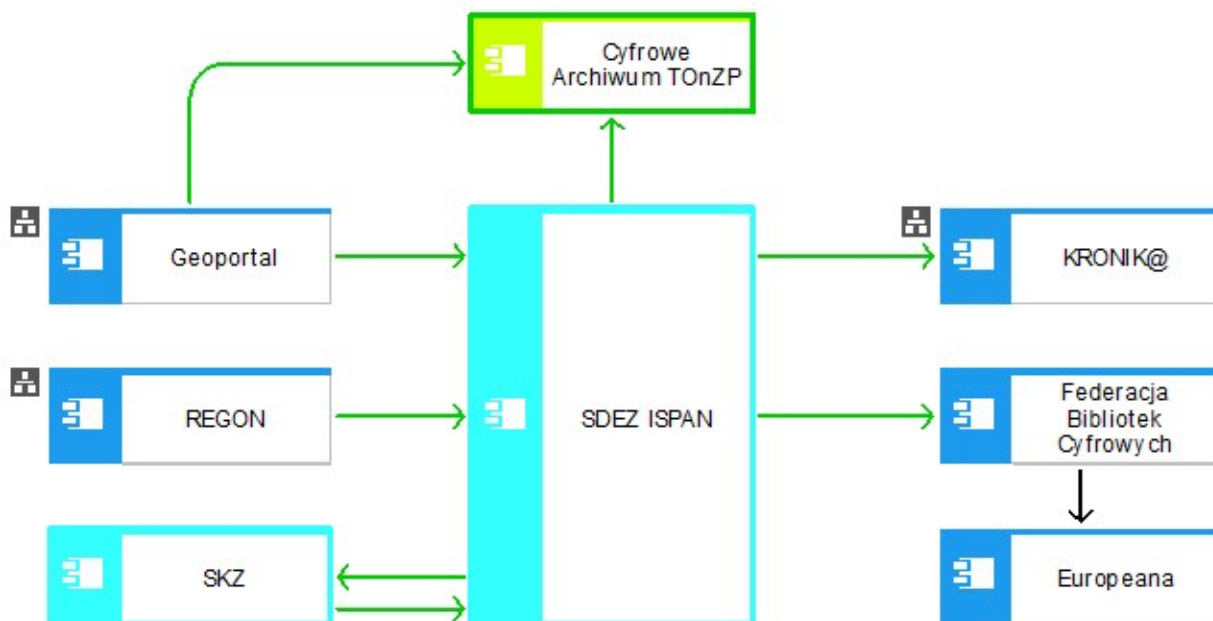 Cyfrowe
Archiwum TOnZP
Geoportal
KRONIK@
REGON
SDEZ ISPAN
Federacja
Bibliotek
Cyfrowych
SKZ
Europeana